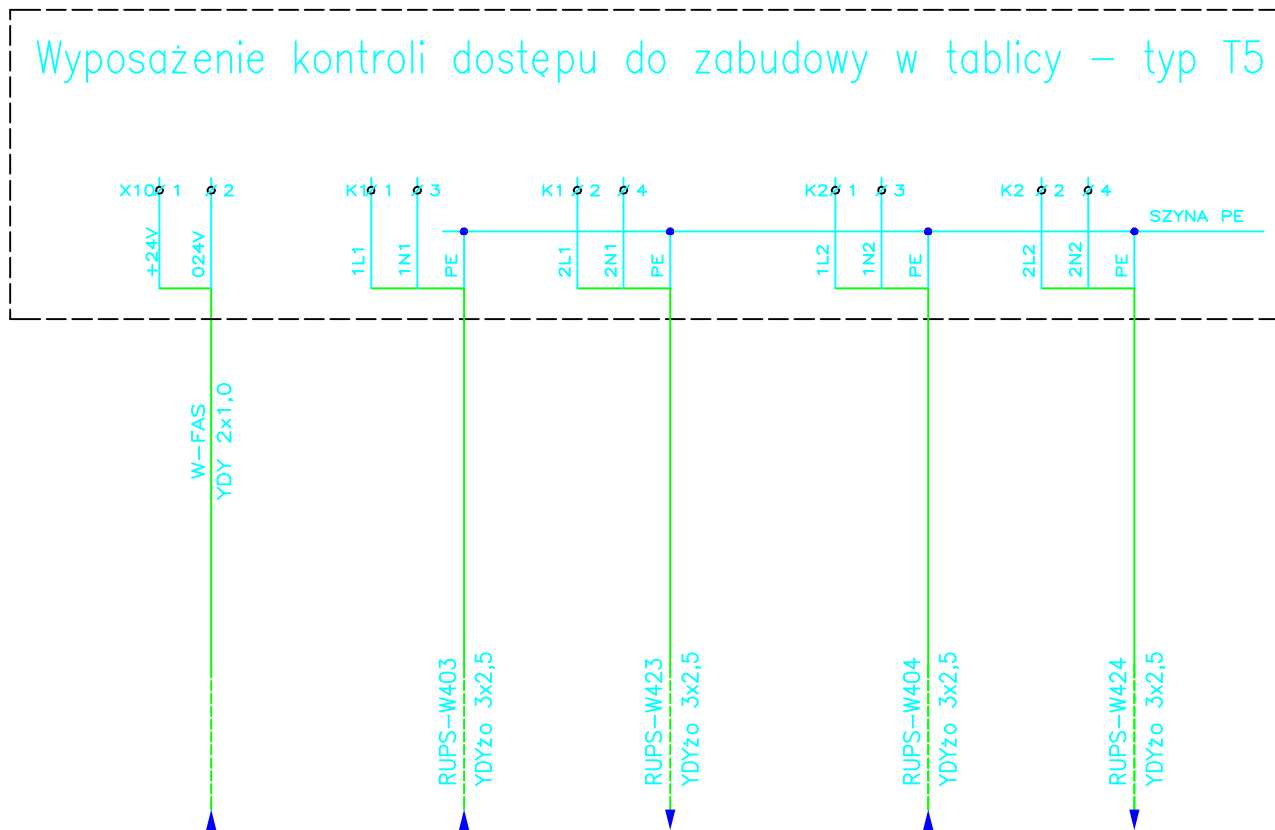 Wyposażenie kontroli dostępu do zabudowy w tablicy – typ T5
X10 1 2 K1 1 3 K1 2 4 K2 1 3 K2 2 4
SZYNA PE
+24V 024V 1L1 1N1 PE 2L1 2N1 PE 1L2 1N2 PE 2L2 2N2 PE
W-FAS
YDY 2x1,0
RUPS-W403
YDYżo 3x2,5
RUPS-W423
YDYżo 3x2,5
RUPS-W404
YDYżo 3x2,5
RUPS-W424
YDYżo 3x2,5